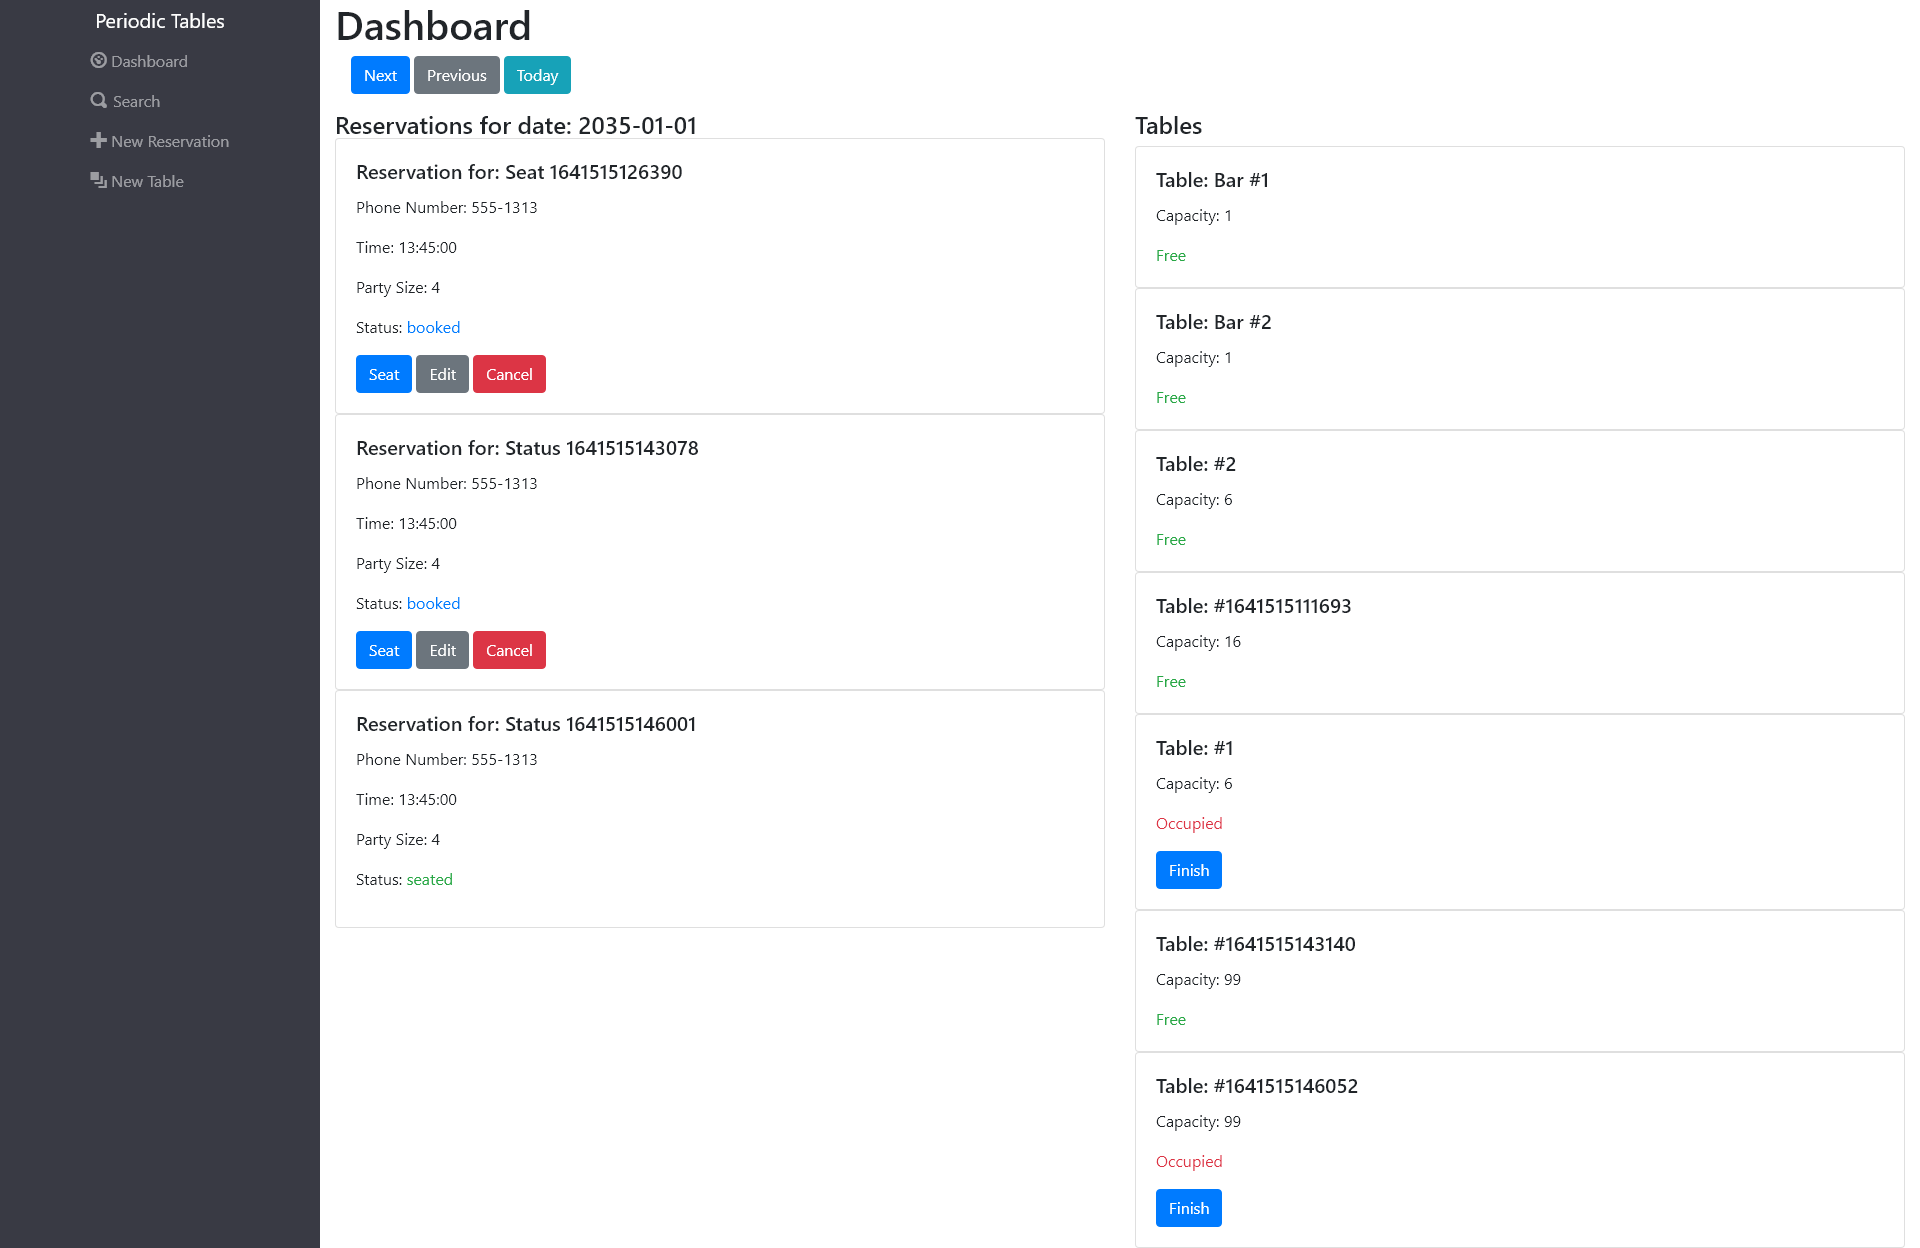 Periodic Tables
Dashboard
Search
New Reservation
New Table
Dashboard
Next Previous Today
Reservations for date: 2035-01-01
Reservation for: Seat 1641515126390
Phone Number: 555-1313
Time: 13:45:00
Party Size: 4
Status: booked
Seat Edit Cancel
Reservation for: Status 1641515143078
Phone Number: 555-1313
Time: 13:45:00
Party Size: 4
Status: booked
Seat Edit Cancel
Reservation for: Status 1641515146001
Phone Number: 555-1313
Time: 13:45:00
Party Size: 4
Status: seated
Tables
Table: Bar #1
Capacity: 1
Free
Table: Bar #2
Capacity: 1
Free
Table: #2
Capacity: 6
Free
Table: #1641515111693
Capacity: 16
Free
Table: #1
Capacity: 6
Occupied
Finish
Table: #1641515143140
Capacity: 99
Free
Table: #1641515146052
Capacity: 99
Occupied
Finish